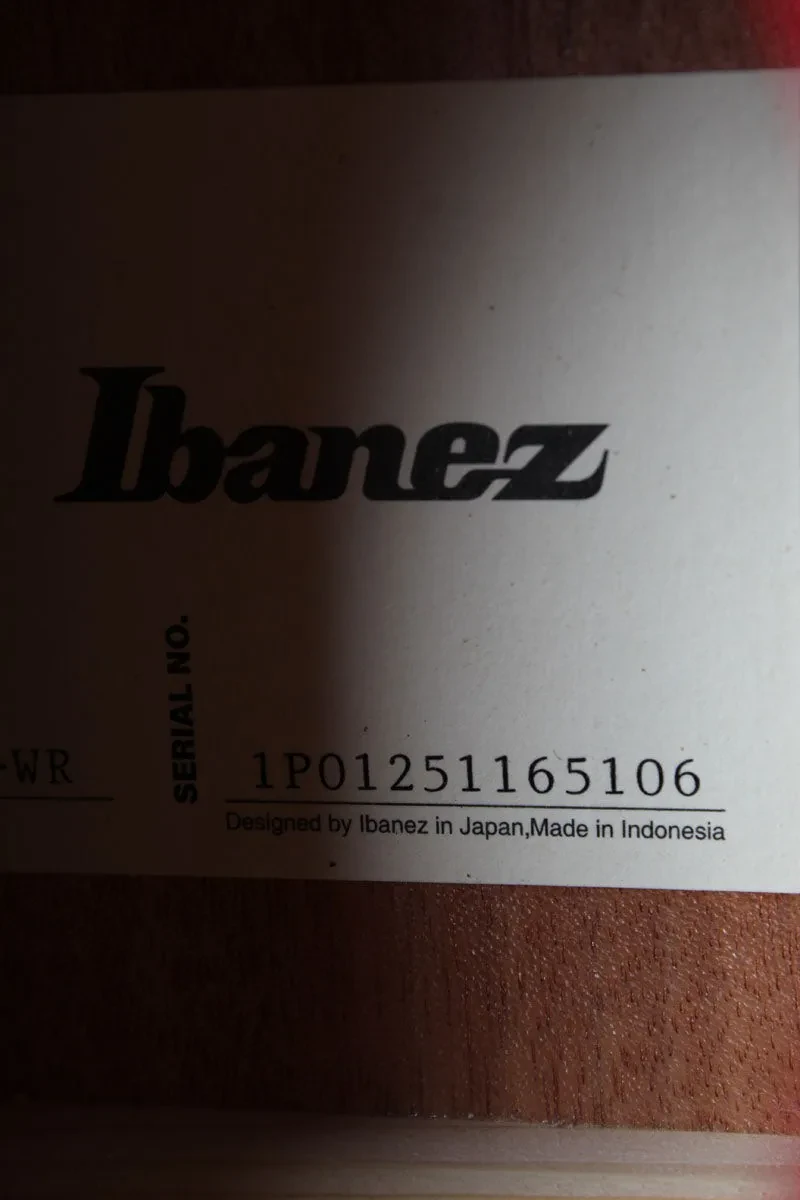 Ibanez
SERIAL NO.
-WR
1P01251165106
Designed by Ibanez in Japan,Made in Indonesia